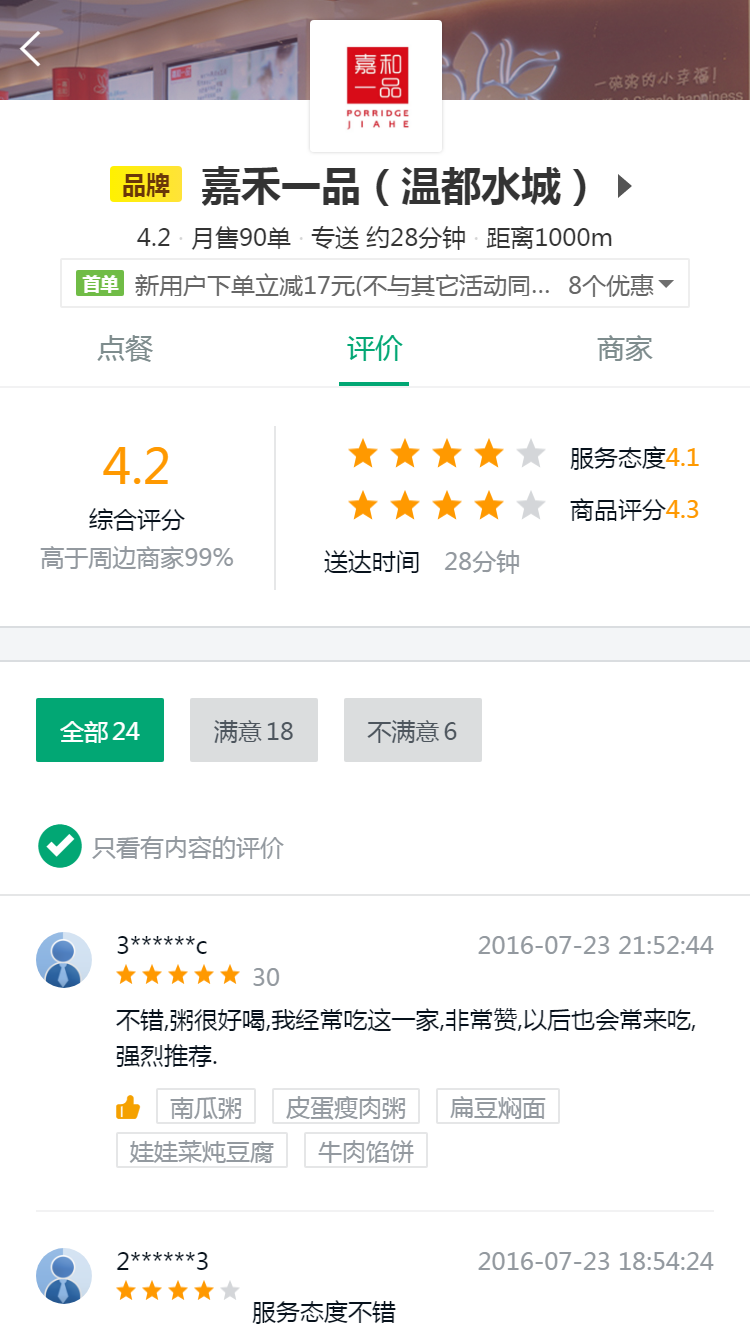 一碗粥的小幸福!
嘉和
一品
PORRIDGE
JIAHE
品牌 嘉禾一品（温都水城）
4.2 · 月售90单 · 专送 约28分钟 · 距离1000m
首单 新用户下单立减17元(不与其它活动同... 8个优惠
点餐 评价 商家
4.2
综合评分
高于周边商家99%
服务态度4.1
商品评分4.3
送达时间 28分钟
全部24 满意18 不满意6
只看有内容的评价
3******c 2016-07-23 21:52:44
30
不错,粥很好喝,我经常吃这一家,非常赞,以后也会常来吃,
强烈推荐.
南瓜粥 皮蛋瘦肉粥 扁豆焖面
娃娃菜炖豆腐 牛肉馅饼
2******3 2016-07-23 18:54:24
服务态度不错